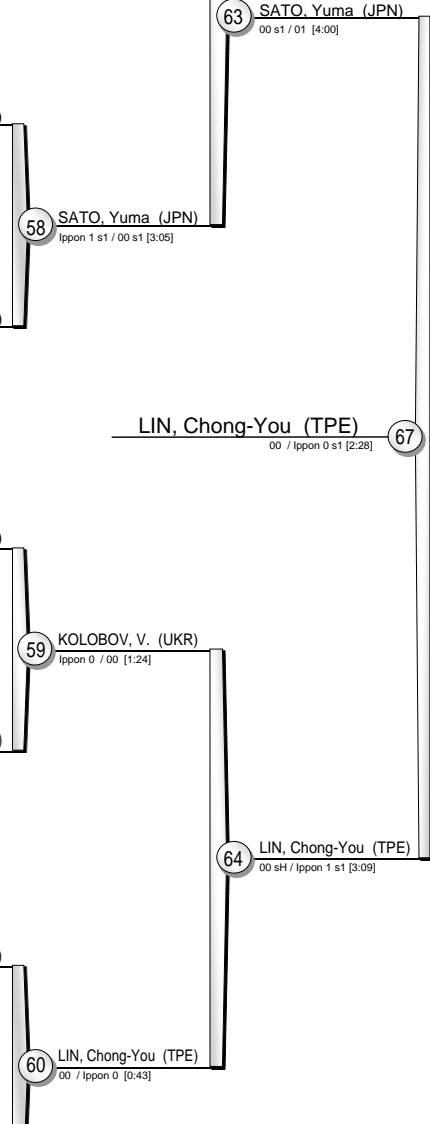 63 SATO, Yuma (JPN)
00 s1 / 01 [4:00]
58 SATO, Yuma (JPN)
Ippon 1 s1 / 00 s1 [3:05]
LIN, Chong-You (TPE) 67
00 / Ippon 0 s1 [2:28]
59 KOLOBOV, V. (UKR)
Ippon 0 / 00 [1:24]
64 LIN, Chong-You (TPE)
00 sH / Ippon 1 s1 [3:09]
60 LIN, Chong-You (TPE)
00 / Ippon 0 [0:43]